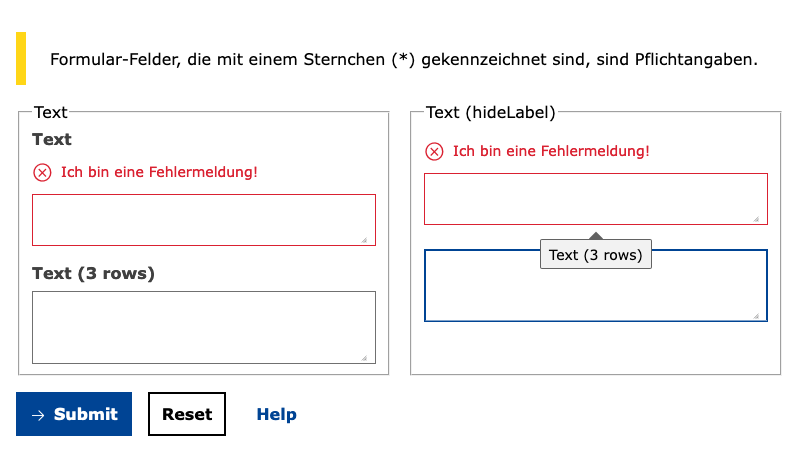 Formular-Felder, die mit einem Sternchen (*) gekennzeichnet sind, sind Pflichtangaben.
Text
Text
Ich bin eine Fehlermeldung!
Text (3 rows)
Text (hideLabel)
Ich bin eine Fehlermeldung!
Text (3 rows)
Submit
Reset
Help